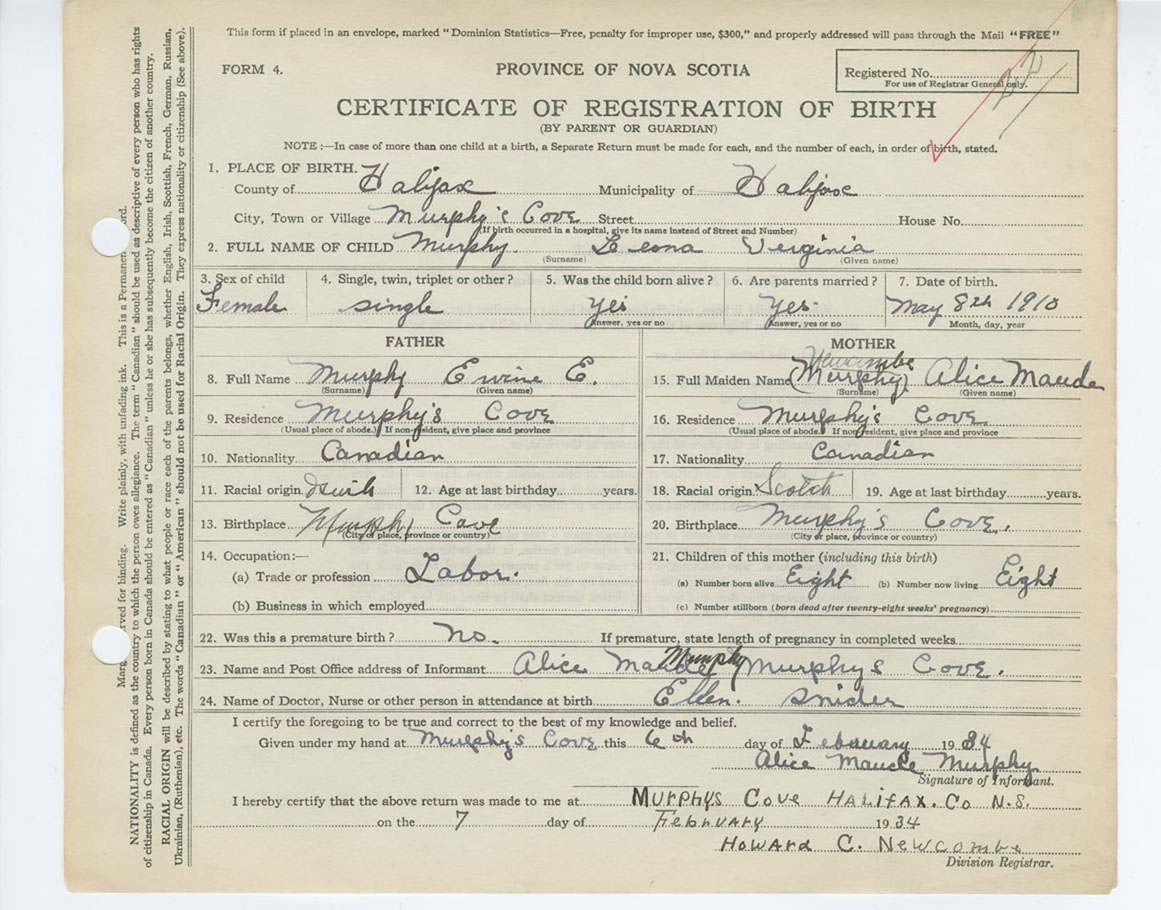 This form if placed in an envelope, marked "Dominion Statistics—Free, penalty for improper use, $300," and properly addressed will pass through the Mail "FREE"
FORM 4.
PROVINCE OF NOVA SCOTIA
Registered No.
For use of Registrar General only.
CERTIFICATE OF REGISTRATION OF BIRTH
(BY PARENT OR GUARDIAN)
NOTE :—In case of more than one child at a birth, a Separate Return must be made for each, and the number of each, in order of birth, stated.
1. PLACE OF BIRTH.
County of Halifax Municipality of Halifax
City, Town or Village Murphy's Cove Street House No.
(If birth occurred in a hospital, give its name instead of Street and Number)
2. FULL NAME OF CHILD Murphy Leona Verginia
(Surname) (Given name)
3. Sex of child 4. Single, twin, triplet or other? 5. Was the child born alive? 6. Are parents married? 7. Date of birth.
Female single Yes Yes. May 8th 1910
Answer, yes or no Answer, yes or no Month, day, year
FATHER MOTHER
Newcombe
8. Full Name Murphy Ervine E. 15. Full Maiden Name (Murphy) Alice Maude
(Surname) (Given name) (Surname) (Given name)
9. Residence Murphy's Cove 16. Residence Murphy's Cove
(Usual place of abode. If non-resident, give place and province (Usual place of abode. If non-resident, give place and province
10. Nationality Canadian 17. Nationality Canadian
11. Racial origin 12. Age at last birthday years. 18. Racial origin. Scotch 19. Age at last birthday years.
13. Birthplace Murphy Cove 20. Birthplace Murphy's Cove.
(City or place, province or country) (City or place, province or country)
14. Occupation:— 21. Children of this mother (including this birth)
(a) Trade or profession Labor. (a) Number born alive Eight (b) Number now living Eight
(b) Business in which employed (c) Number stillborn (born dead after twenty-eight weeks' pregnancy)
22. Was this a premature birth? No. If premature, state length of pregnancy in completed weeks
23. Name and Post Office address of Informant Alice Maude Murphy Murphys Cove.
24. Name of Doctor, Nurse or other person in attendance at birth Ellen. Snider
I certify the foregoing to be true and correct to the best of my knowledge and belief.
Given under my hand at Murphy's Cove this 6th day of February 1934
Alice Maude Murphy
Signature of Informant.
I hereby certify that the above return was made to me at MURPHYS COVE HALIFAX. Co N.S.
on the 7 day of FEBRUARY 1934
HOWARD C. NEWCOMBE
Division Registrar.
Write plainly, with unfading ink. This is a Permanent
NATIONALITY is defined as the country to which the person owes allegiance. The term "Canadian" should be used as descriptive of every person who has rights
of citizenship in Canada. Every person born in Canada should be entered as "Canadian" unless he or she has subsequently become the citizen of another country.
RACIAL ORIGIN will be described by stating to what people or race each of the parents belongs, whether English, Irish, Scottish, French, German, Russian,
Ukrainian, (Ruthenian), etc. The words "Canadian" or "American" should not be used for Racial Origin. They express nationality or citizenship (See above).